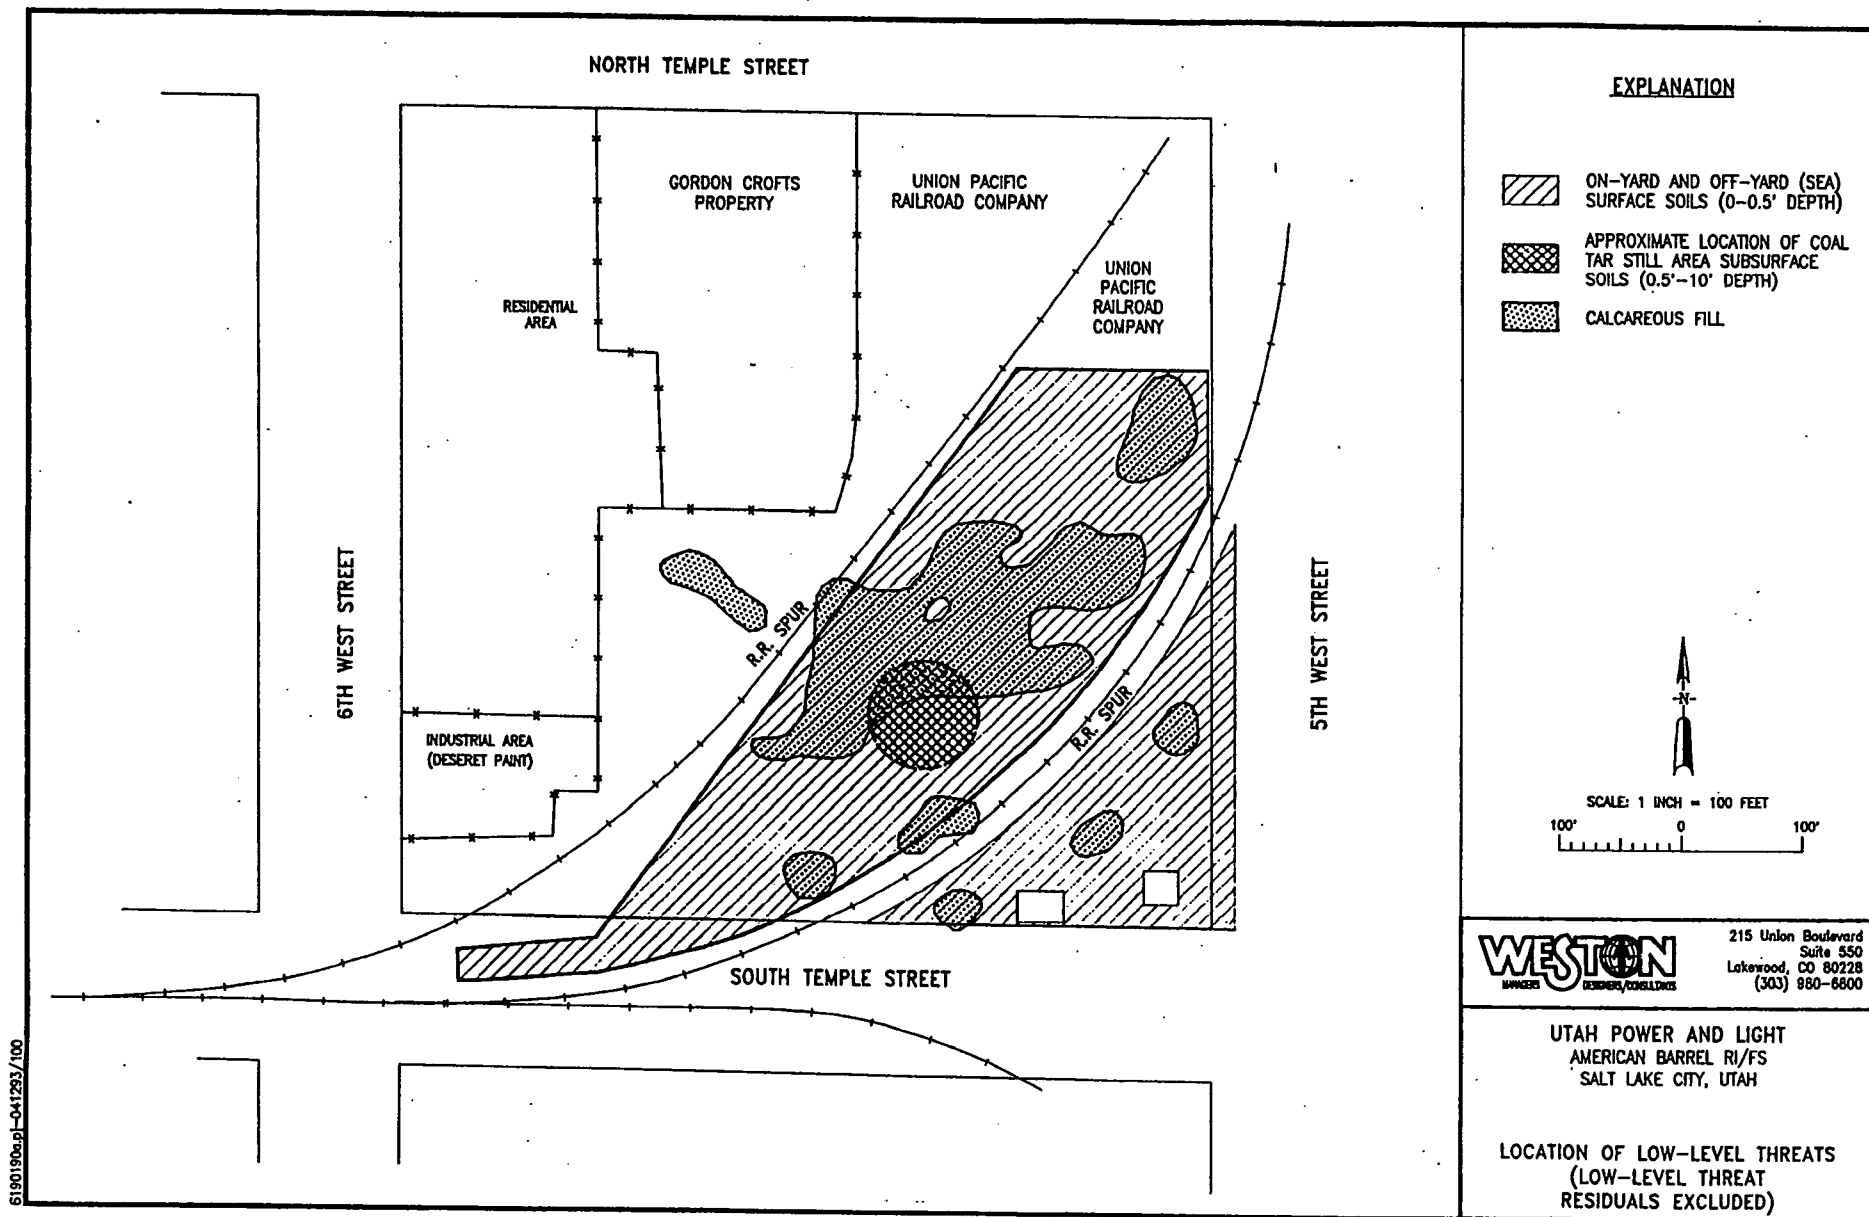 NORTH TEMPLE STREET
GORDON CROFTS
PROPERTY
UNION PACIFIC
RAILROAD COMPANY
UNION
PACIFIC
RAILROAD
COMPANY
RESIDENTIAL
AREA
6TH WEST STREET
R.R. SPUR
5TH WEST STREET
R.R. SPUR
INDUSTRIAL AREA
(DESERET PAINT)
SOUTH TEMPLE STREET
EXPLANATION
ON-YARD AND OFF-YARD (SEA)
SURFACE SOILS (0-0.5' DEPTH)
APPROXIMATE LOCATION OF COAL
TAR STILL AREA SUBSURFACE
SOILS (0.5'-10' DEPTH)
CALCAREOUS FILL
N
SCALE: 1 INCH = 100 FEET
100' 0 100'
WESTON
MANAGERS DESIGNERS/CONSULTANTS
215 Union Boulevard
Suite 550
Lakewood, CO 80228
(303) 980-6800
UTAH POWER AND LIGHT
AMERICAN BARREL RI/FS
SALT LAKE CITY, UTAH
LOCATION OF LOW-LEVEL THREATS
(LOW-LEVEL THREAT
RESIDUALS EXCLUDED)
6190190a.pl-041293/100